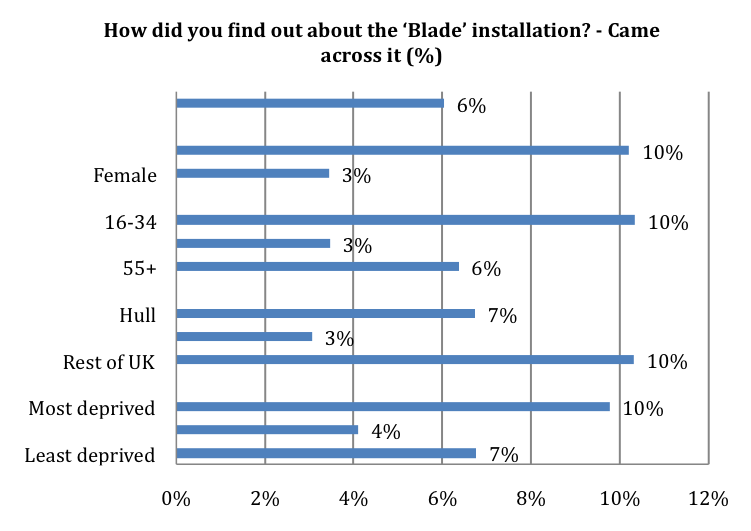 How did you find out about the ‘Blade’ installation? - Came
across it (%)
6%
10%
Female 3%
16-34 10%
3%
55+ 6%
Hull 7%
3%
Rest of UK 10%
Most deprived 10%
4%
Least deprived 7%
0% 2% 4% 6% 8% 10% 12%